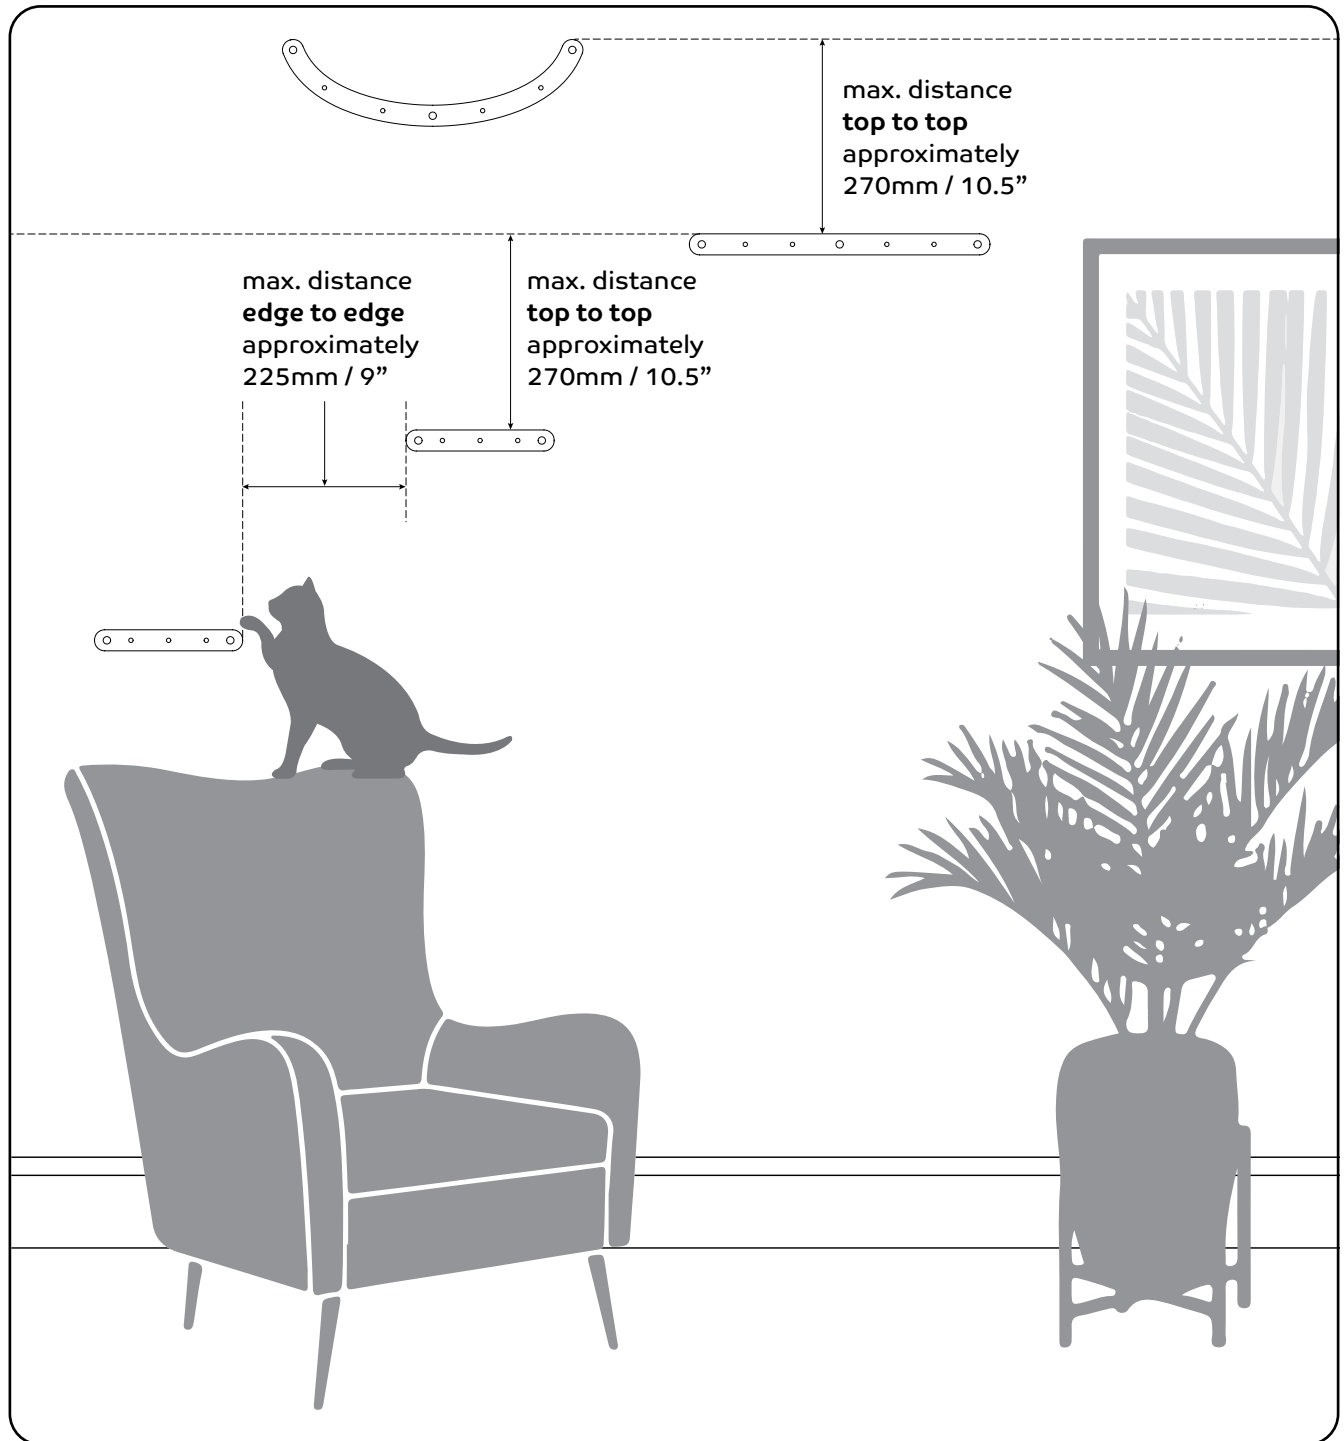 max. distance
top to top
approximately
270mm / 10.5”
max. distance
edge to edge
approximately
225mm / 9”
max. distance
top to top
approximately
270mm / 10.5”